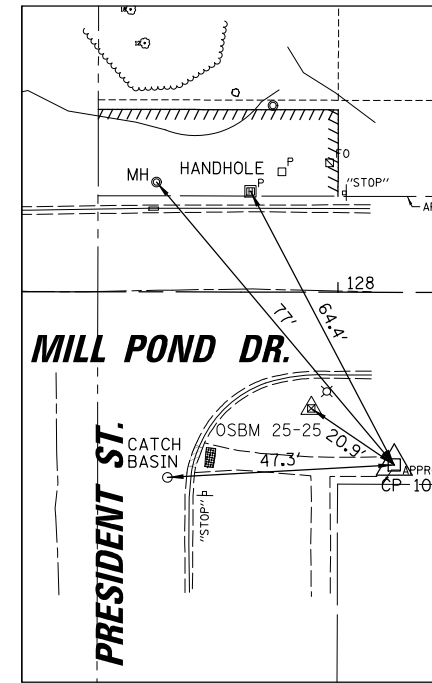 P
FO
HANDHOLE
MH
P
"STOP"
128
77'
64.4'
MILL POND DR.
OSBM 25-25
20.9'
CATCH
BASIN
47.3'
APPR
CP 10
"STOP"
PRESIDENT ST.